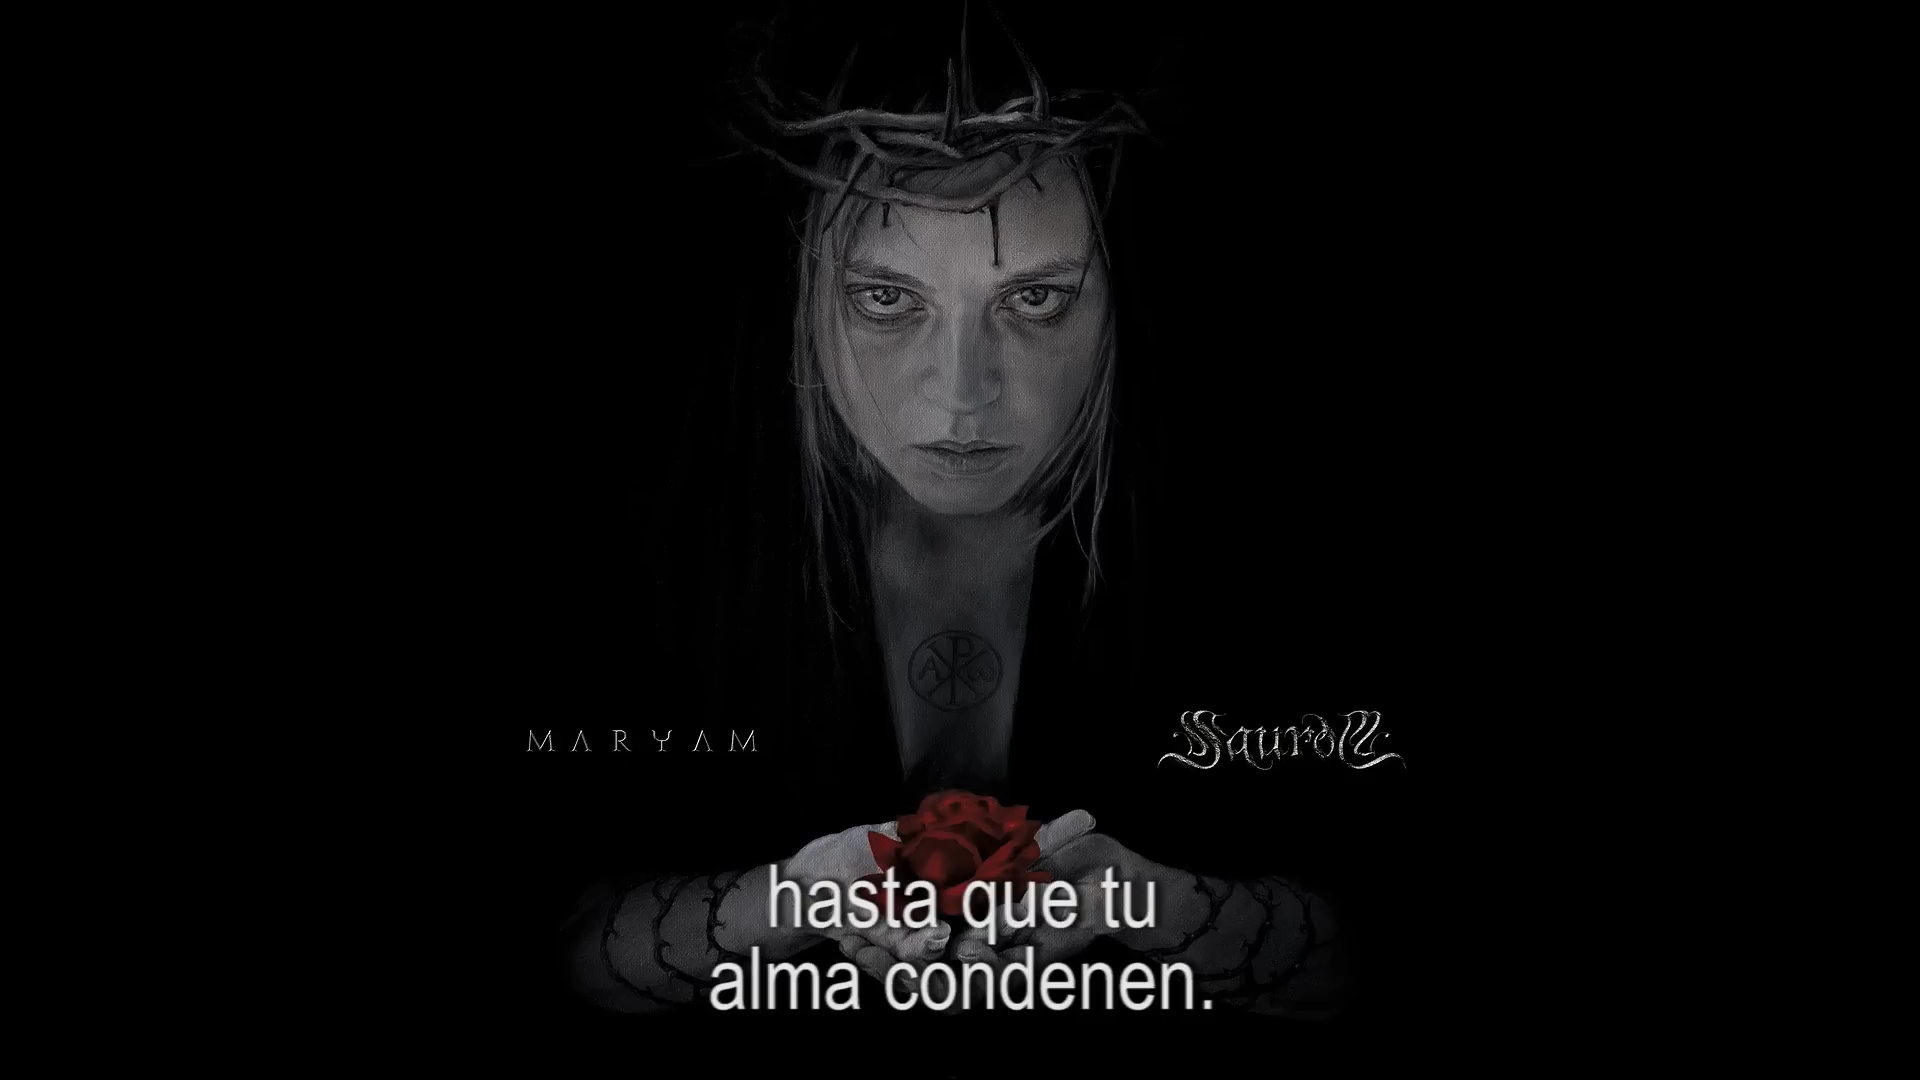 A P ω
MARYAM
Saurom
hasta que tu
alma condenen.